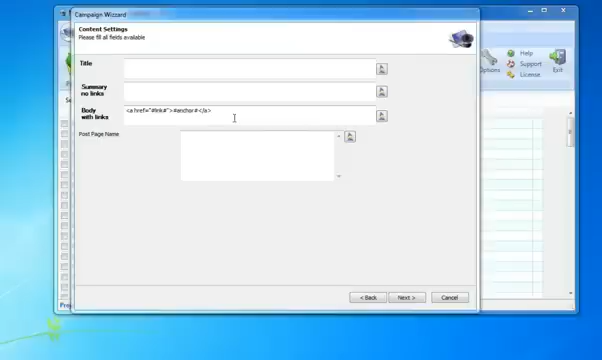 Campaign Wizzard
Content Settings
Please fill all fields available
Title
Summary
no links
Body
with links
<a href="#link#">#anchor#</a>
Post Page Name
< Back
Next >
Cancel
Options
Help
Support
License
Exit